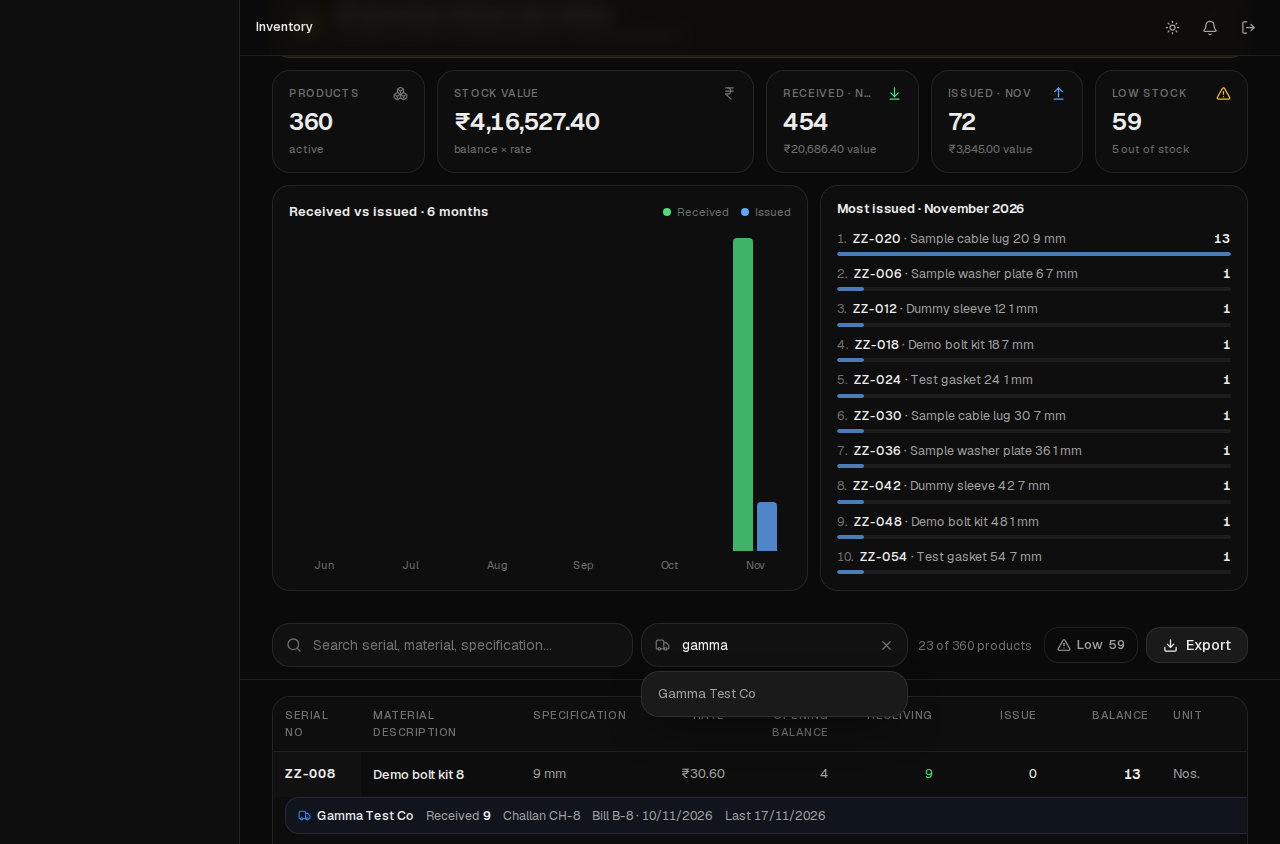 Inventory
PRODUCTS
360
active
STOCK VALUE
₹4,16,527.40
balance × rate
RECEIVED · N...
454
₹20,686.40 value
ISSUED · NOV
72
₹3,845.00 value
LOW STOCK
59
5 out of stock
Received vs issued · 6 months
Received Issued
Jun Jul Aug Sep Oct Nov
Most issued · November 2026
1. ZZ-020 · Sample cable lug 20 9 mm 13
2. ZZ-006 · Sample washer plate 6 7 mm 1
3. ZZ-012 · Dummy sleeve 12 1 mm 1
4. ZZ-018 · Demo bolt kit 18 7 mm 1
5. ZZ-024 · Test gasket 24 1 mm 1
6. ZZ-030 · Sample cable lug 30 7 mm 1
7. ZZ-036 · Sample washer plate 36 1 mm 1
8. ZZ-042 · Dummy sleeve 42 7 mm 1
9. ZZ-048 · Demo bolt kit 48 1 mm 1
10. ZZ-054 · Test gasket 54 7 mm 1
Search serial, material, specification...
gamma
23 of 360 products
Low 59
Export
Gamma Test Co
SERIAL NO
MATERIAL DESCRIPTION
SPECIFICATION
RATE
OPENING BALANCE
RECEIVING
ISSUE
BALANCE
UNIT
ZZ-008 Demo bolt kit 8 9 mm ₹30.60 4 9 0 13 Nos.
Gamma Test Co Received 9 Challan CH-8 Bill B-8 · 10/11/2026 Last 17/11/2026